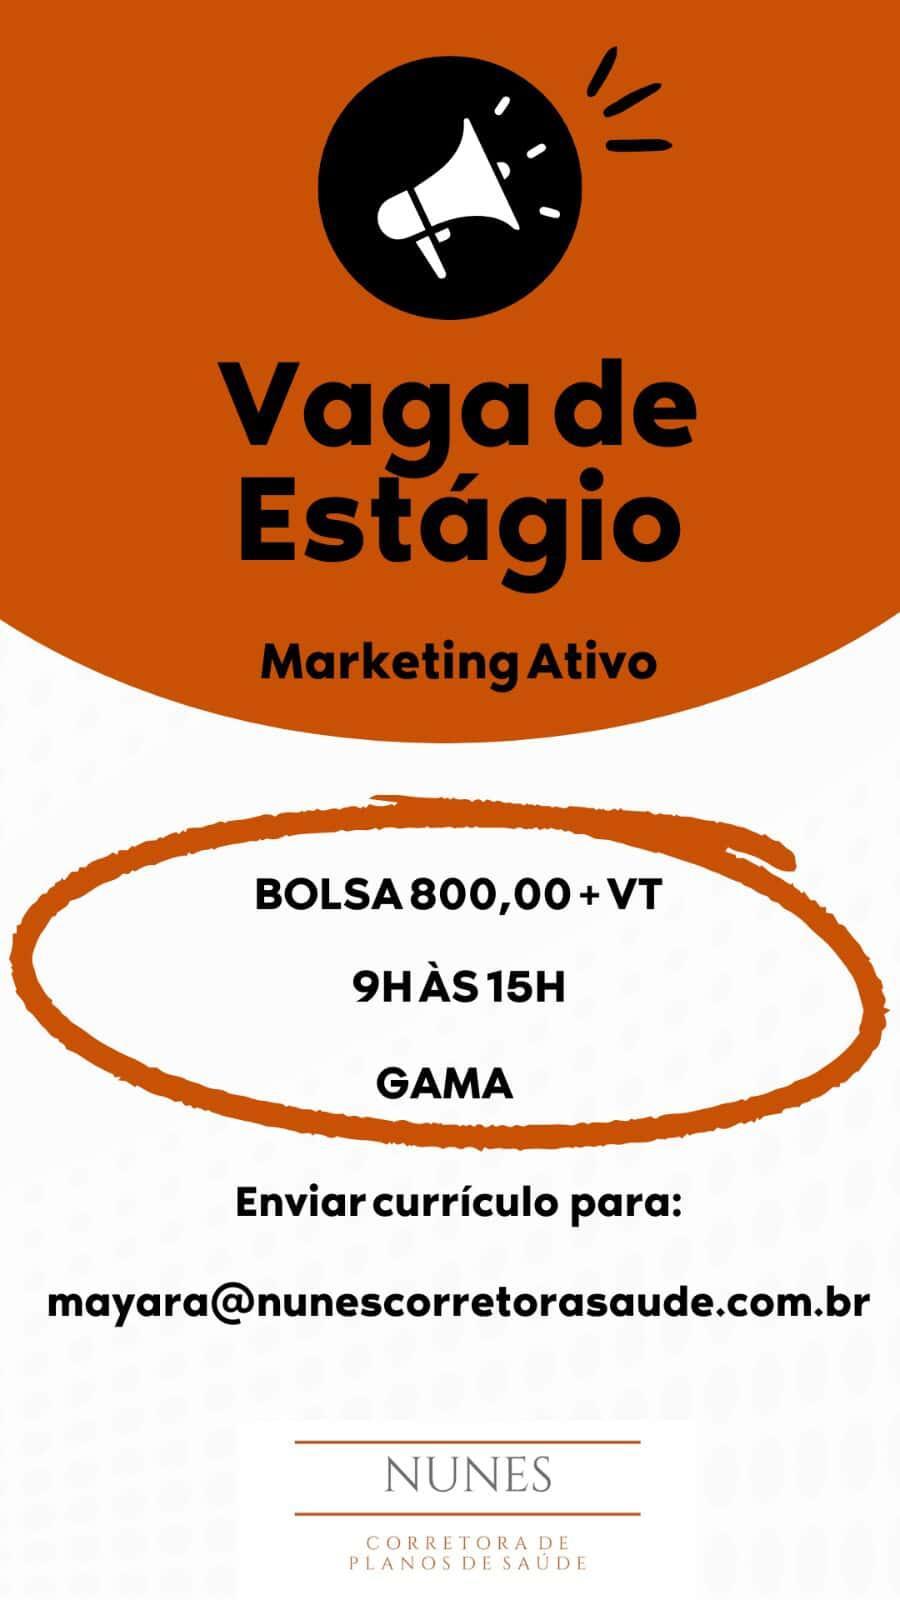 Vaga de
Estágio
Marketing Ativo
BOLSA 800,00 + VT
9H ÀS 15H
GAMA
Enviar currículo para:
mayara@nunescorretorasaude.com.br
NUNES
CORRETORA DE
PLANOS DE SAÚDE